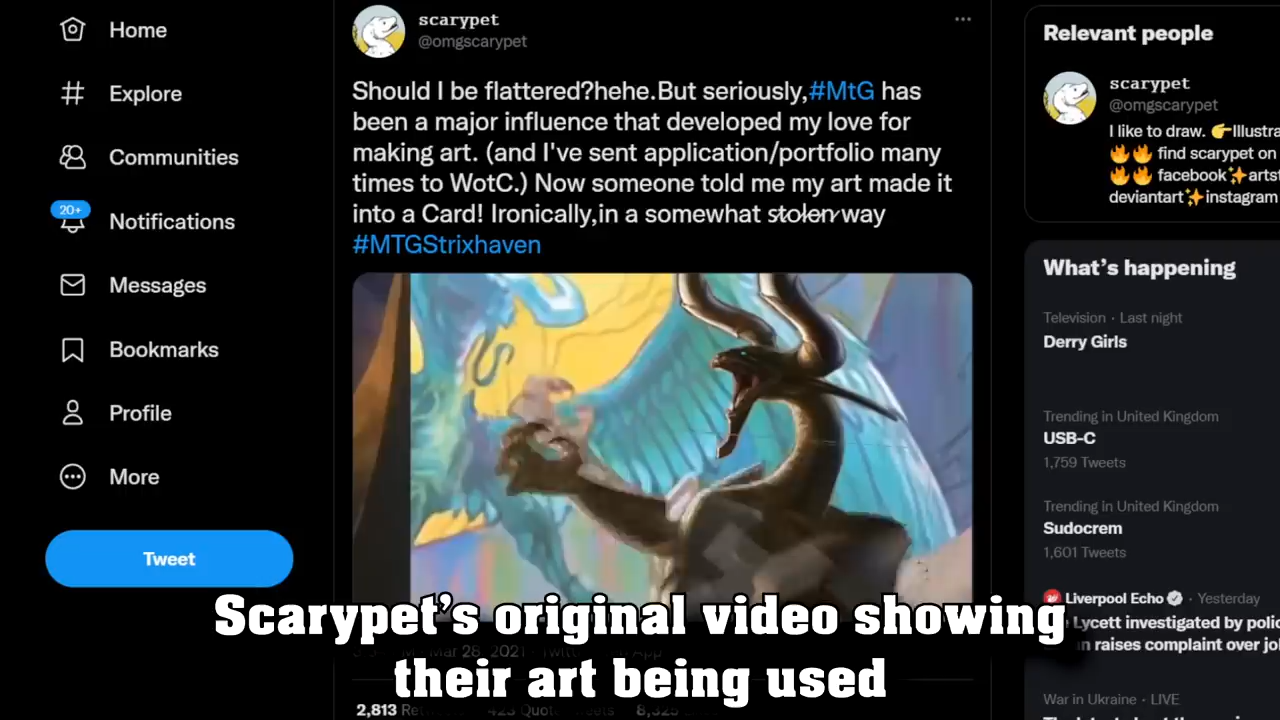 Home
Explore
Communities
20+
Notifications
Messages
Bookmarks
Profile
More
Tweet
scarypet
@omgscarypet
Should I be flattered?hehe.But seriously,#MtG has
been a major influence that developed my love for
making art. (and I've sent application/portfolio many
times to WotC.) Now someone told me my art made it
into a Card! Ironically,in a somewhat stolen way
#MTGStrixhaven
Mar 28, 2021
2,813
423 Quote Tweets 8,325
Scarypet's original video showing
their art being used
Relevant people
scarypet
@omgscarypet
I like to draw. 👉Illustra
🔥🔥 find scarypet on
🔥🔥 facebook✨artst
deviantart✨instagram
What's happening
Television · Last night
Derry Girls
Trending in United Kingdom
USB-C
1,759 Tweets
Trending in United Kingdom
Sudocrem
1,601 Tweets
Liverpool Echo · Yesterday
Lycett investigated by polic
raises complaint over jo
War in Ukraine · LIVE